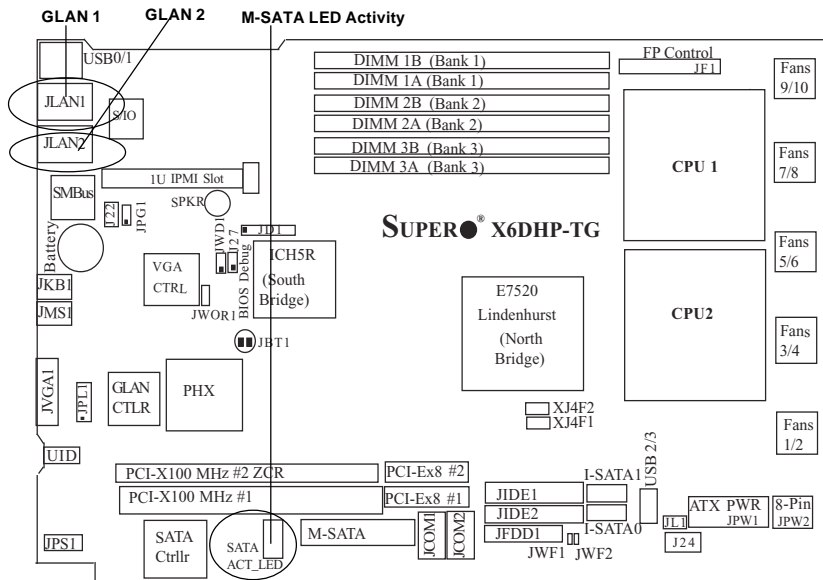 GLAN 1
GLAN 2
M-SATA LED Activity
USB0/1
JLAN1
S/IO
JLAN2
DIMM 1B (Bank 1)
DIMM 1A (Bank 1)
DIMM 2B (Bank 2)
DIMM 2A (Bank 2)
DIMM 3B (Bank 3)
DIMM 3A (Bank 3)
FP Control
JF1
Fans
9/10
CPU 1
Fans
7/8
1U IPMI Slot
SMBus
J22
JPG1
SPKR
JD1
SUPER® X6DHP-TG
Battery
JWD1
J27
BIOS Debug
ICH5R
(South
Bridge)
VGA
CTRL
JWOR1
JKB1
JMS1
JBT1
E7520
Lindenhurst
(North
Bridge)
CPU2
Fans
5/6
Fans
3/4
JVGA1
JPL1
GLAN
CTLR
PHX
XJ4F2
XJ4F1
Fans
1/2
UID
PCI-X100 MHz #2 ZCR
PCI-Ex8 #2
PCI-X100 MHz #1
PCI-Ex8 #1
JIDE1
I-SATA1
USB 2/3
JIDE2
I-SATA0
ATX PWR
JPW1
8-Pin
JPW2
JL1
J24
JPS1
SATA
Ctrllr
SATA
ACT_LED
M-SATA
JCOM1
JCOM2
JFDD1
JWF1
JWF2